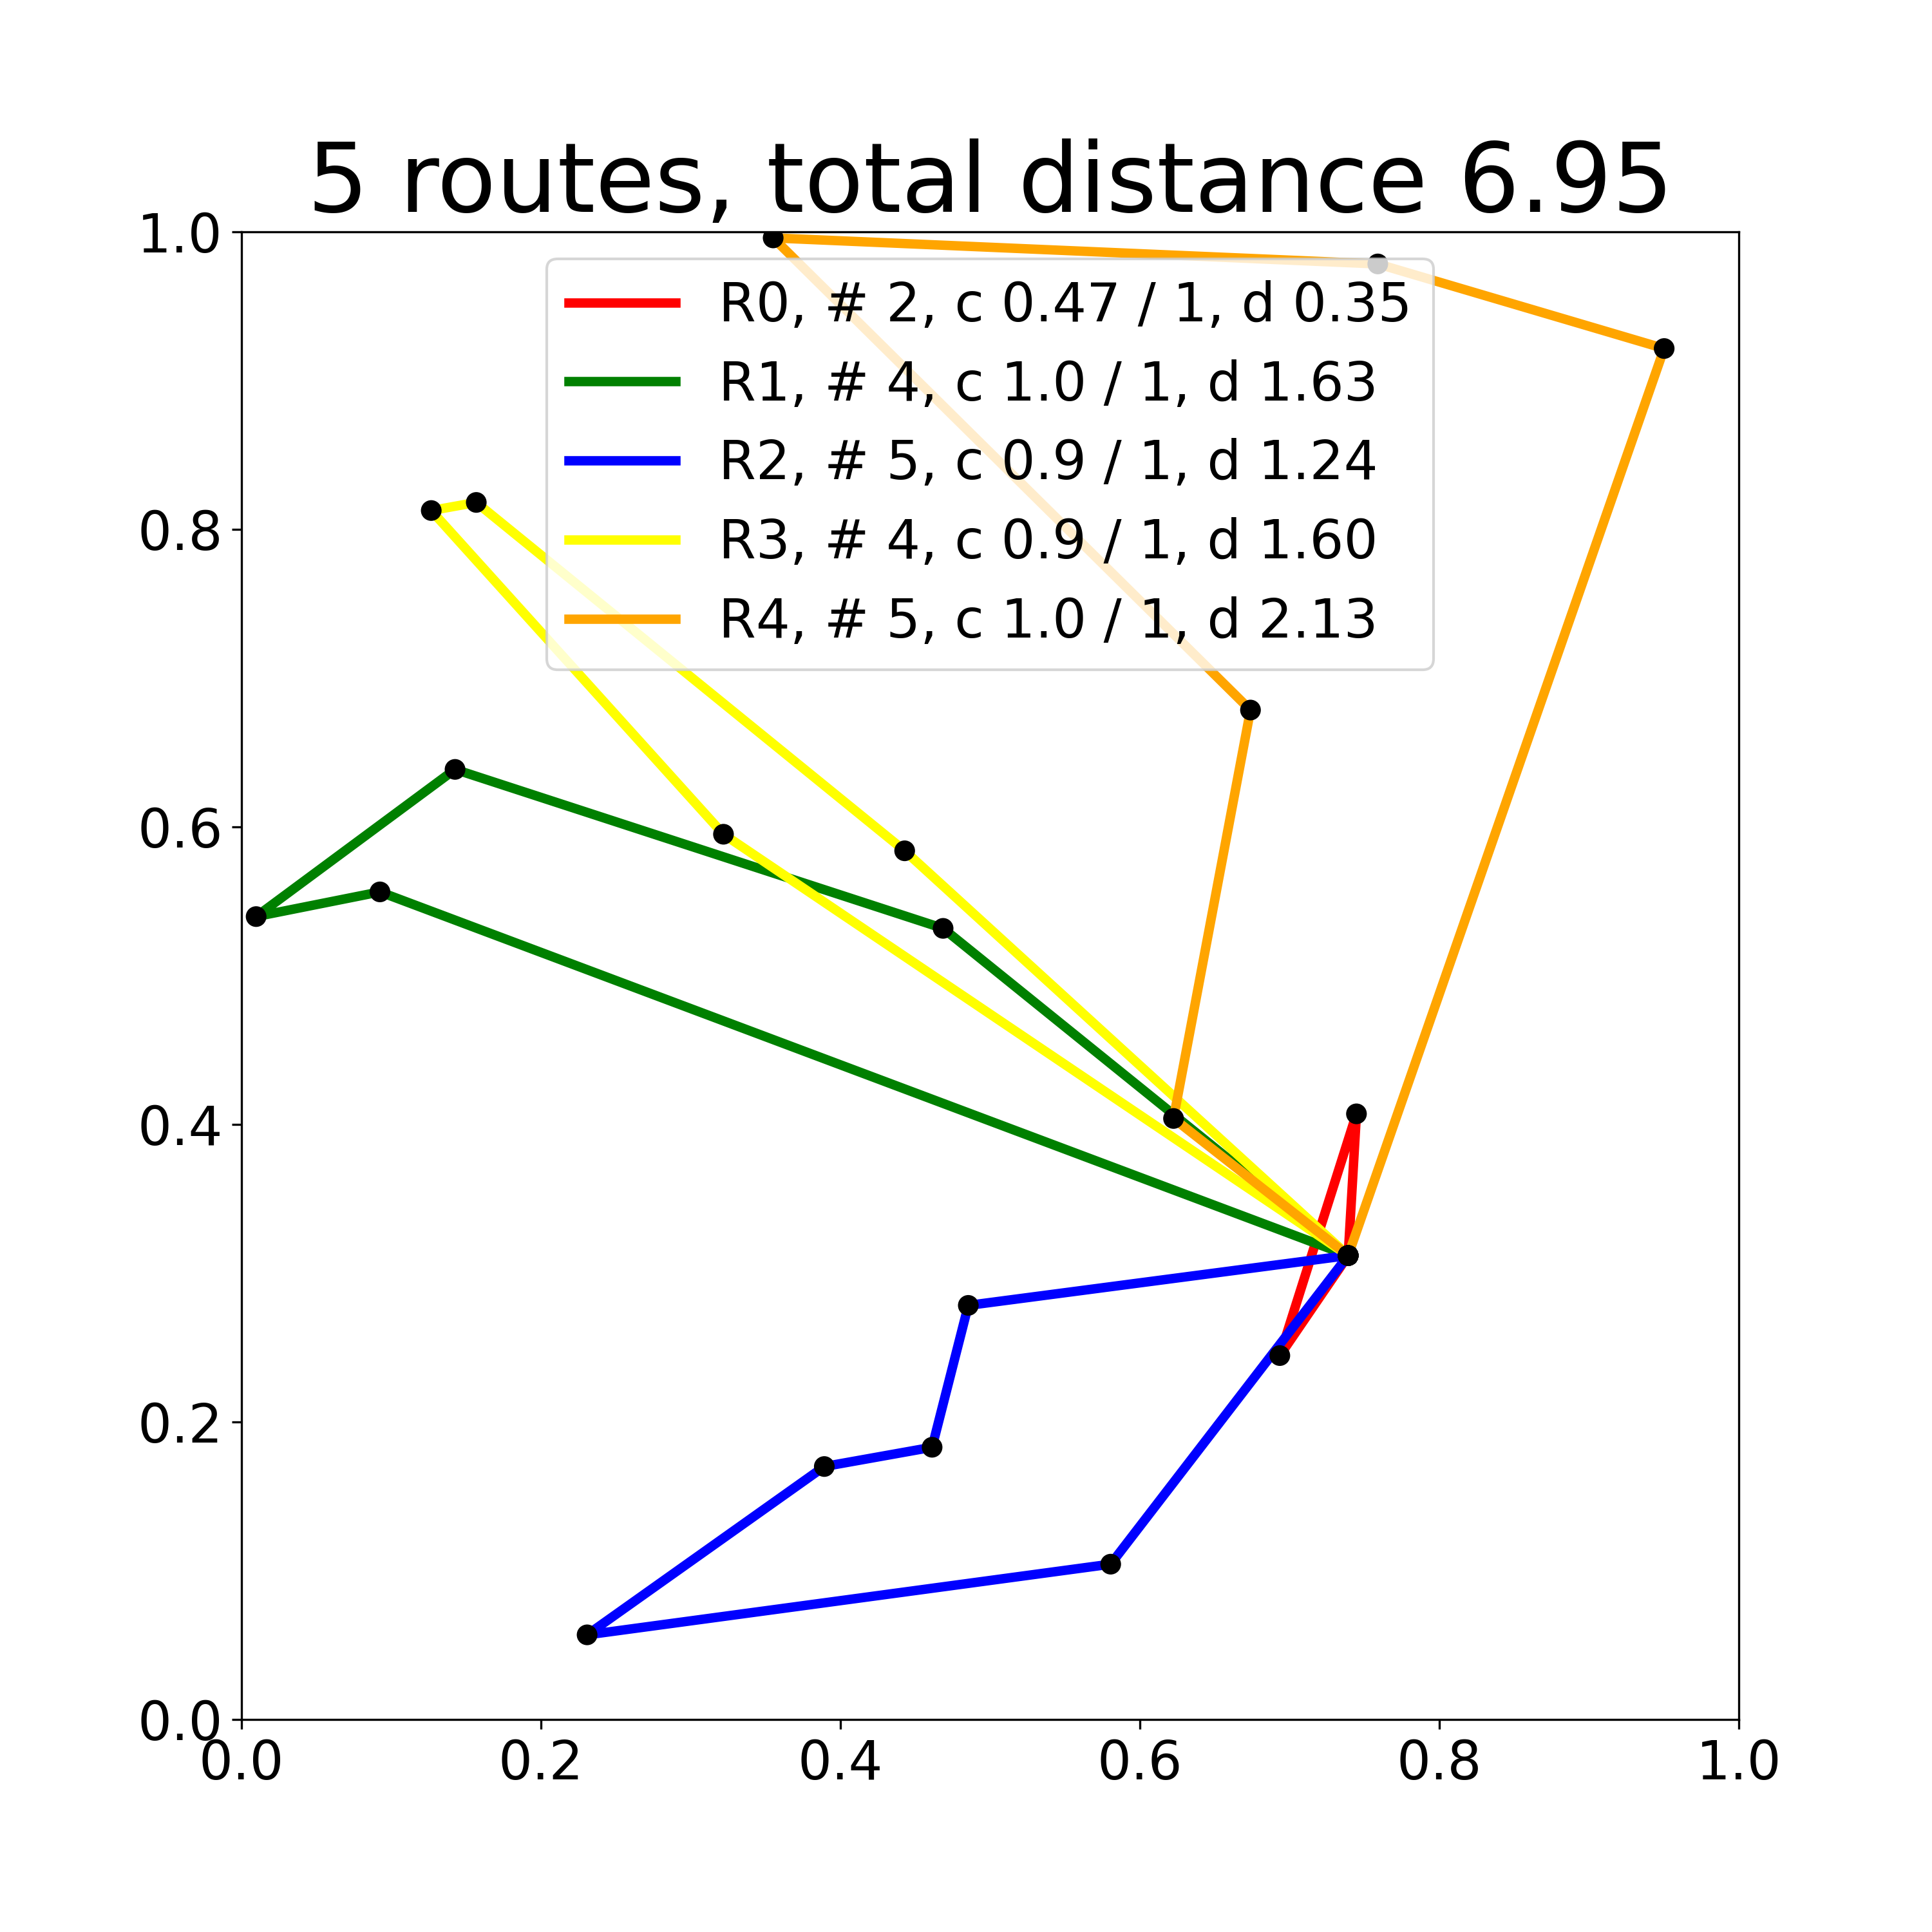 5 routes, total distance 6.95
1.0
R0, # 2, c 0.47 / 1, d 0.35
R1, # 4, c 1.0 / 1, d 1.63
R2, # 5, c 0.9 / 1, d 1.24
0.8
R3, # 4, c 0.9 / 1, d 1.60
R4, # 5, c 1.0 / 1, d 2.13
0.6
0.4
0.2
0.0
0.0 0.2 0.4 0.6 0.8 1.0